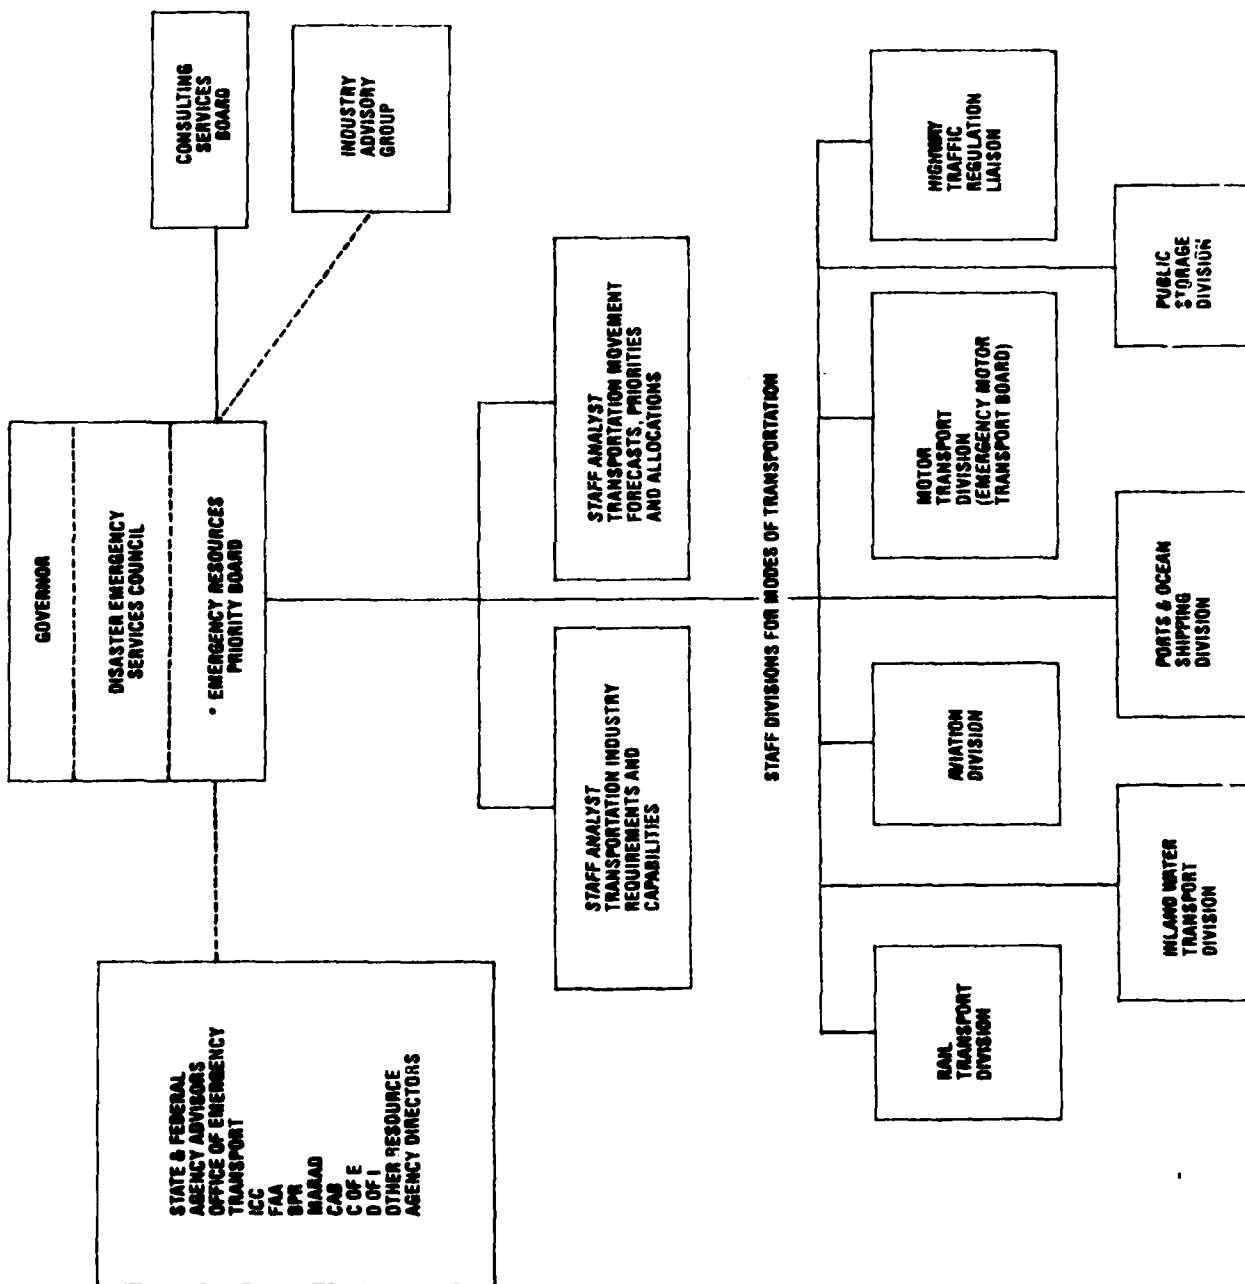 GOVERNOR
DISASTER EMERGENCY
SERVICES COUNCIL
* EMERGENCY RESOURCES
PRIORITY BOARD
CONSULTING
SERVICES
BOARD
INDUSTRY
ADVISORY
GROUP
STATE & FEDERAL
AGENCY ADVISORS
OFFICE OF EMERGENCY
TRANSPORT
ICC
FAA
BPR
MARAD
CAB
C OF E
D OF I
OTHER RESOURCE
AGENCY DIRECTORS
STAFF ANALYST
TRANSPORTATION INDUSTRY
REQUIREMENTS AND
CAPABILITIES
STAFF ANALYST
TRANSPORTATION MOVEMENT
FORECASTS, PRIORITIES
AND ALLOCATIONS
STAFF DIVISIONS FOR MODES OF TRANSPORTATION
RAIL
TRANSPORT
DIVISION
AVIATION
DIVISION
MOTOR
TRANSPORT
DIVISION
(EMERGENCY MOTOR
TRANSPORT BOARD)
HIGHWAY
TRAFFIC
REGULATION
LIAISON
INLAND WATER
TRANSPORT
DIVISION
PORTS & OCEAN
SHIPPING
DIVISION
PUBLIC
STORAGE
DIVISION